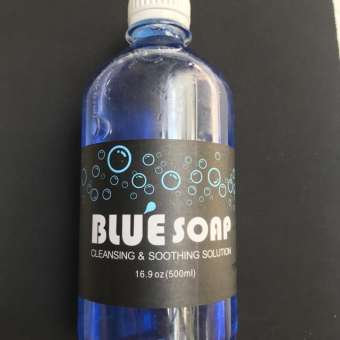 BLUE SOAP
CLEANSING & SOOTHING SOLUTION
16.9 oz (500ml)